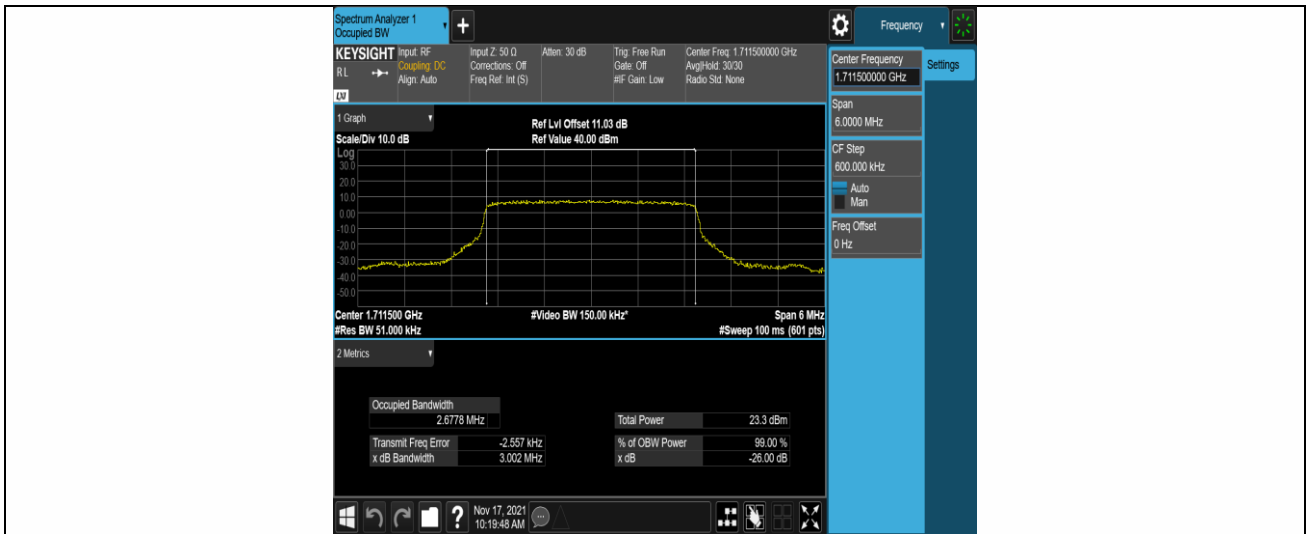 Spectrum Analyzer 1
Occupied BW
+
Frequency
KEYSIGHT
R L
LXI
Input: RF
Coupling: DC
Align: Auto
Input Z: 50 Ω
Corrections: Off
Freq Ref: Int (S)
Atten: 30 dB
Trig: Free Run
Gate: Off
#IF Gain: Low
Center Freq: 1.711500000 GHz
Avg|Hold: 30/30
Radio Std: None
Center Frequency
1.711500000 GHz
Settings
Span
6.0000 MHz
CF Step
600.000 kHz
Auto
Man
Freq Offset
0 Hz
1 Graph
Scale/Div 10.0 dB
Ref Lvl Offset 11.03 dB
Ref Value 40.00 dBm
Log
30.0
20.0
10.0
0.00
-10.0
-20.0
-30.0
-40.0
-50.0
Center 1.711500 GHz
#Video BW 150.00 kHz*
Span 6 MHz
#Res BW 51.000 kHz
#Sweep 100 ms (601 pts)
2 Metrics
Occupied Bandwidth
2.6778 MHz
Total Power 23.3 dBm
Transmit Freq Error -2.557 kHz
% of OBW Power 99.00 %
x dB Bandwidth 3.002 MHz
x dB -26.00 dB
?
Nov 17, 2021
10:19:48 AM